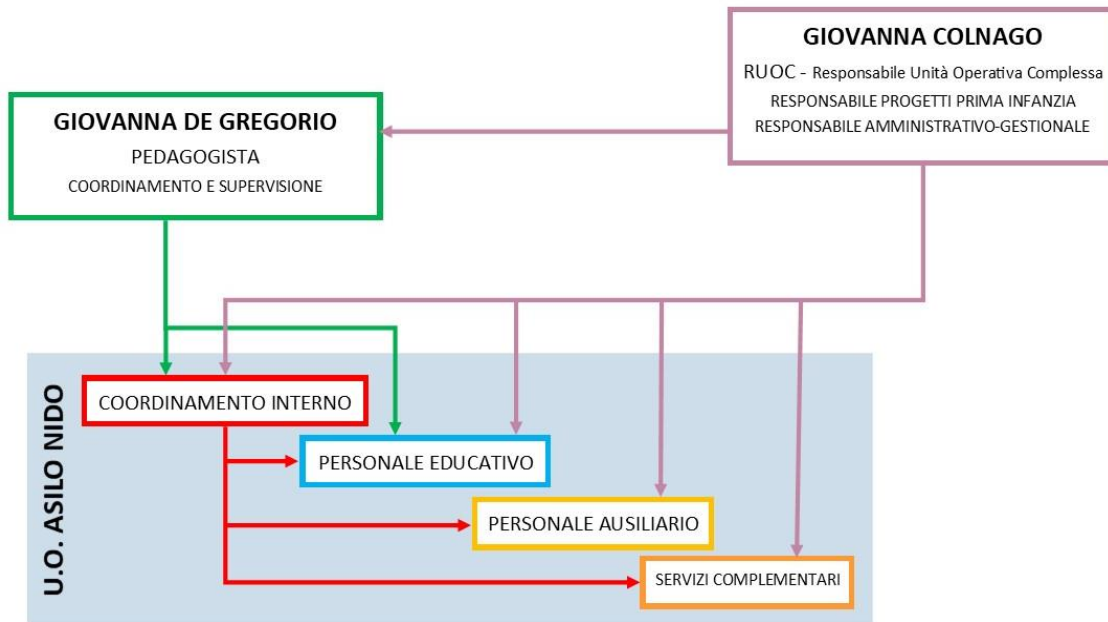 GIOVANNA COLNAGO
RUOC - Responsabile Unità Operativa Complessa
RESPONSABILE PROGETTI PRIMA INFANZIA
RESPONSABILE AMMINISTRATIVO-GESTIONALE
GIOVANNA DE GREGORIO
PEDAGOGISTA
COORDINAMENTO E SUPERVISIONE
U.O. ASILO NIDO
COORDINAMENTO INTERNO
PERSONALE EDUCATIVO
PERSONALE AUSILIARIO
SERVIZI COMPLEMENTARI